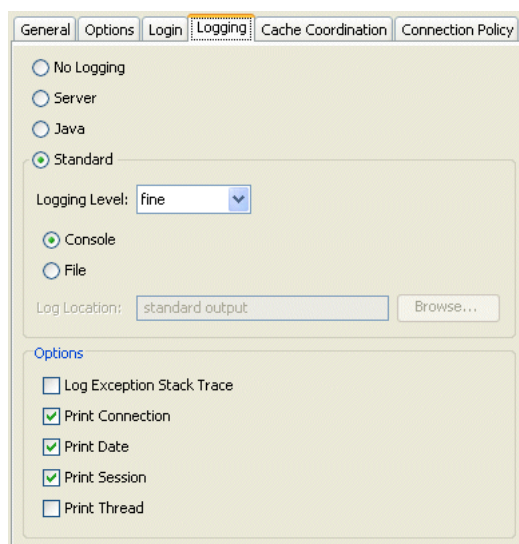 General Options Login Logging Cache Coordination Connection Policy
No Logging
Server
Java
Standard
Logging Level: fine
Console
File
Log Location: standard output Browse...
Options
Log Exception Stack Trace
Print Connection
Print Date
Print Session
Print Thread